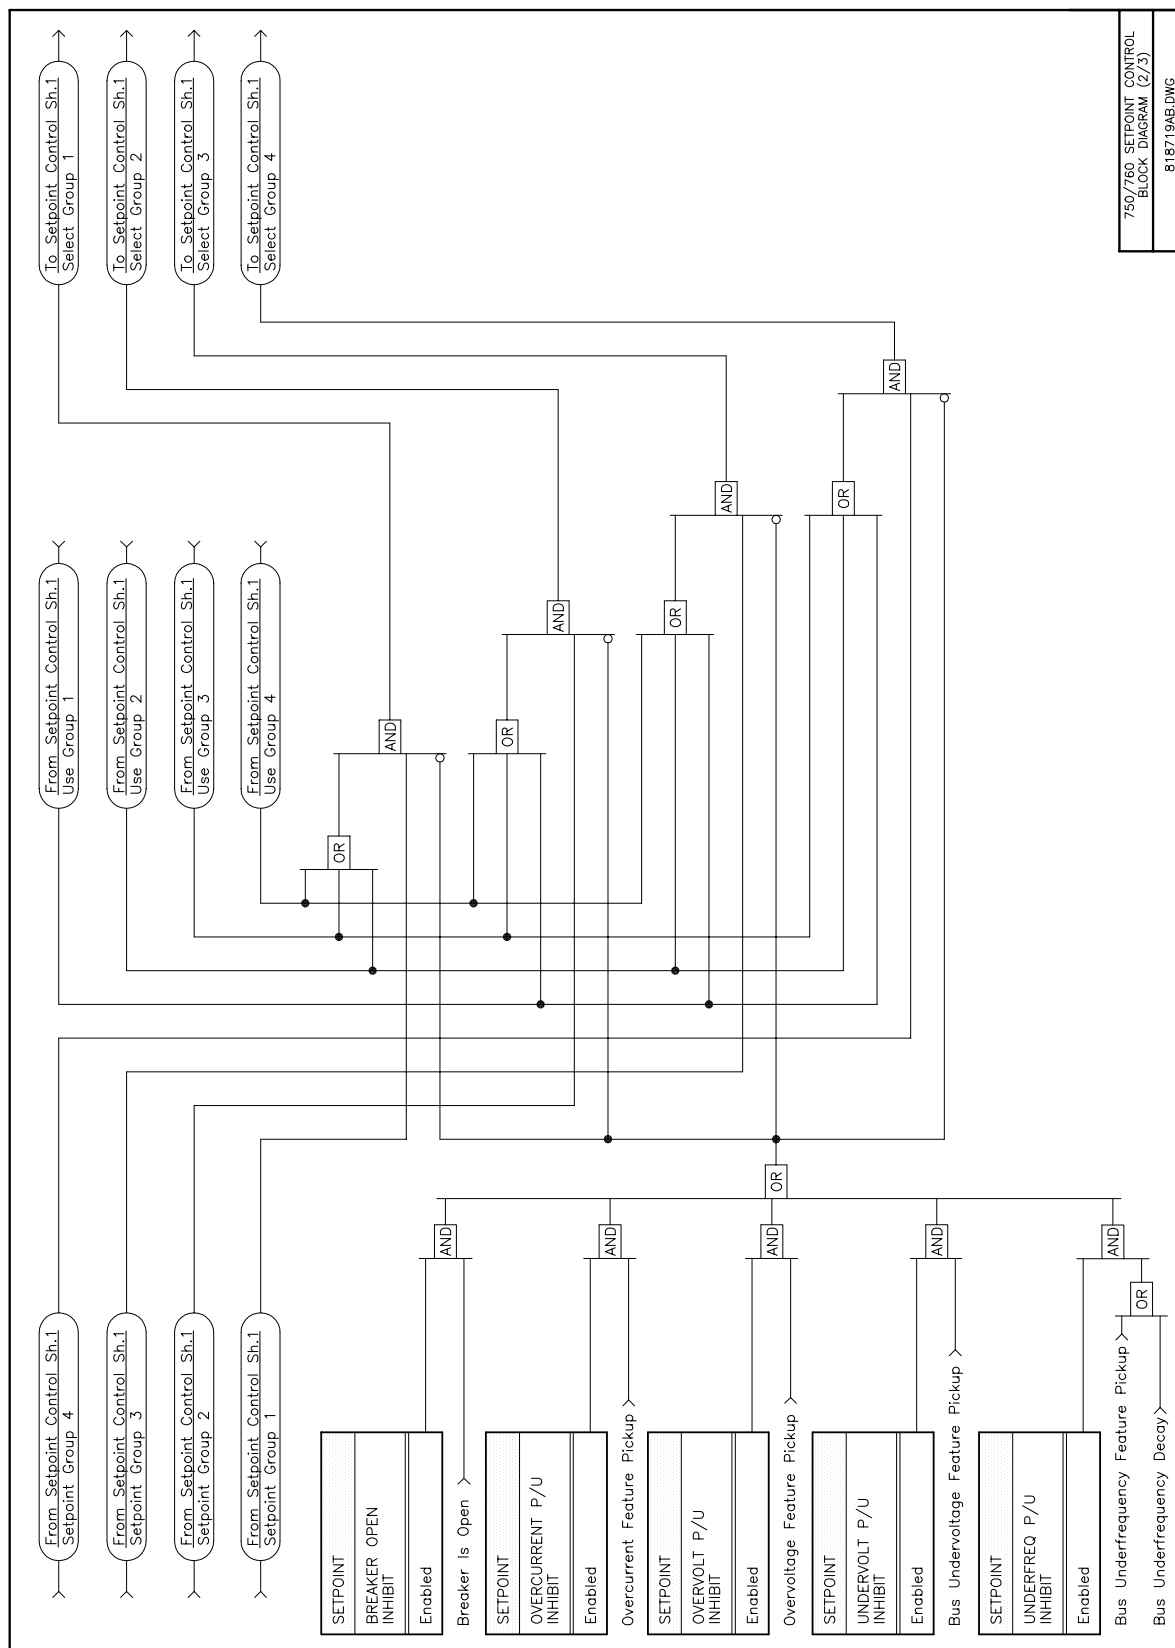 From Setpoint Control Sh.1
Setpoint Group 4
From Setpoint Control Sh.1
Setpoint Group 3
From Setpoint Control Sh.1
Setpoint Group 2
From Setpoint Control Sh.1
Setpoint Group 1
From Setpoint Control Sh.1
Use Group 1
From Setpoint Control Sh.1
Use Group 2
From Setpoint Control Sh.1
Use Group 3
From Setpoint Control Sh.1
Use Group 4
To Setpoint Control Sh.1
Select Group 1
To Setpoint Control Sh.1
Select Group 2
To Setpoint Control Sh.1
Select Group 3
To Setpoint Control Sh.1
Select Group 4
OR
AND
OR
AND
OR
AND
OR
AND
SETPOINT
BREAKER OPEN
INHIBIT
Enabled
Breaker Is Open
AND
SETPOINT
OVERCURRENT P/U
INHIBIT
Enabled
Overcurrent Feature Pickup
AND
SETPOINT
OVERVOLT P/U
INHIBIT
Enabled
Overvoltage Feature Pickup
AND
OR
SETPOINT
UNDERVOLT P/U
INHIBIT
Enabled
Bus Undervoltage Feature Pickup
AND
SETPOINT
UNDERFREQ P/U
INHIBIT
Enabled
Bus Underfrequency Feature Pickup
Bus Underfrequency Decay
OR
AND
750/760 SETPOINT CONTROL
BLOCK DIAGRAM (2/3)
818719AB.DWG